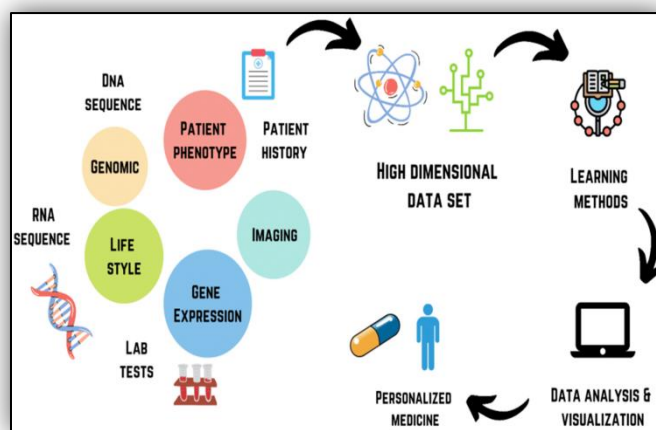 DNA
SEQUENCE
PATIENT
PHENOTYPE
PATIENT
HISTORY
GENOMIC
RNA
SEQUENCE
LIFE
STYLE
IMAGING
GENE
EXPRESSION
LAB
TESTS
HIGH DIMENSIONAL
DATA SET
LEARNING
METHODS
DATA ANALYSIS &
VISUALIZATION
PERSONALIZED
MEDICINE